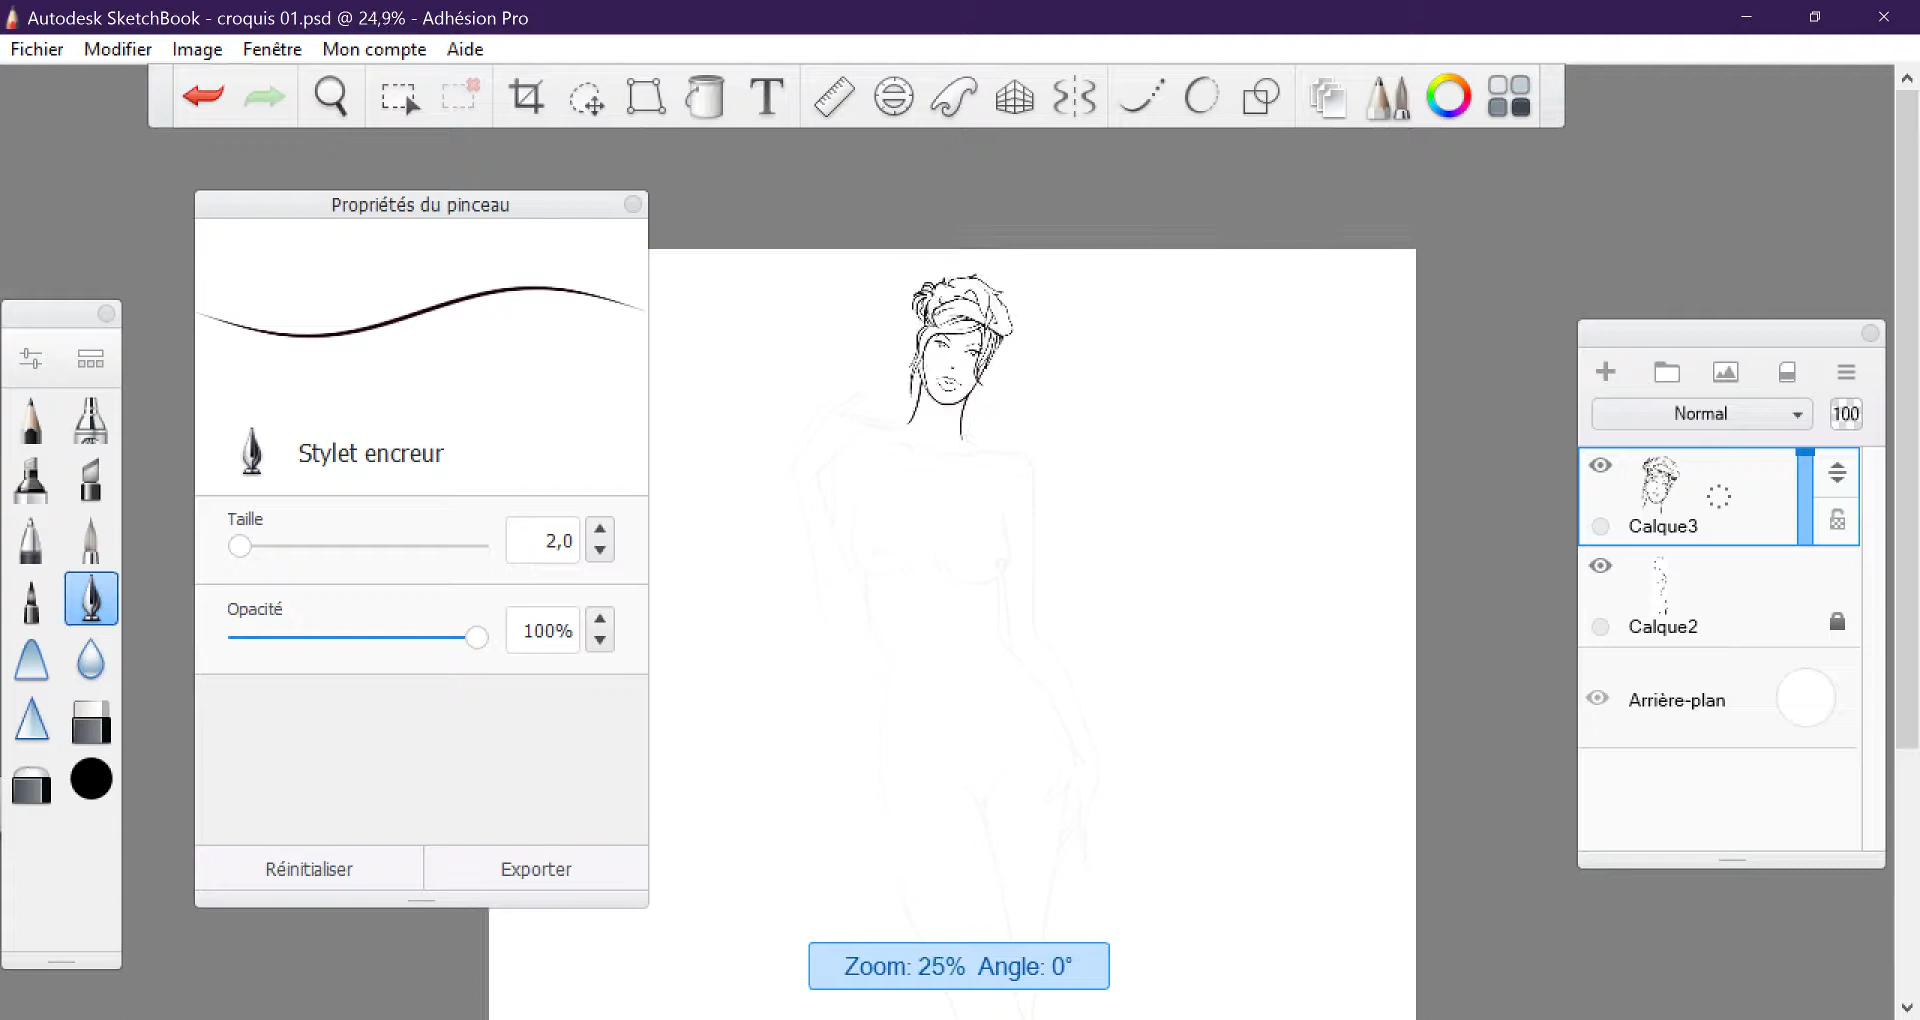 Autodesk SketchBook - croquis 01.psd @ 24,9% - Adhésion Pro
Fichier Modifier Image Fenêtre Mon compte Aide
Propriétés du pinceau
Stylet encreur
Taille
2,0
Opacité
100%
Réinitialiser Exporter
Normal 100
Calque3
Calque2
Arrière-plan
Zoom: 25% Angle: 0°